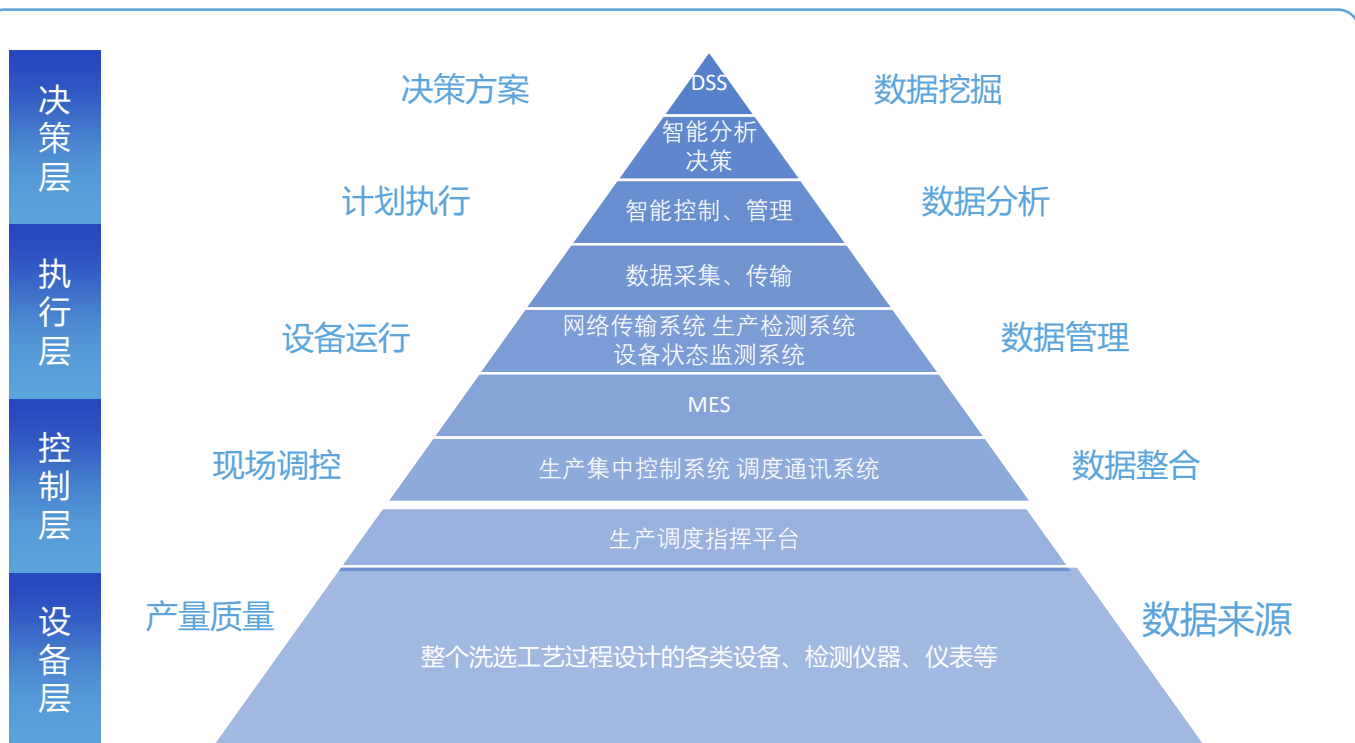 决策层
决策方案
DSS
数据挖掘
智能分析
决策
计划执行
智能控制、管理
数据分析
执行层
数据采集、传输
设备运行
网络传输系统 生产检测系统
设备状态监测系统
数据管理
MES
控制层
现场调控
生产集中控制系统 调度通讯系统
数据整合
生产调度指挥平台
设备层
产量质量
数据来源
整个洗选工艺过程设计的各类设备、检测仪器、仪表等